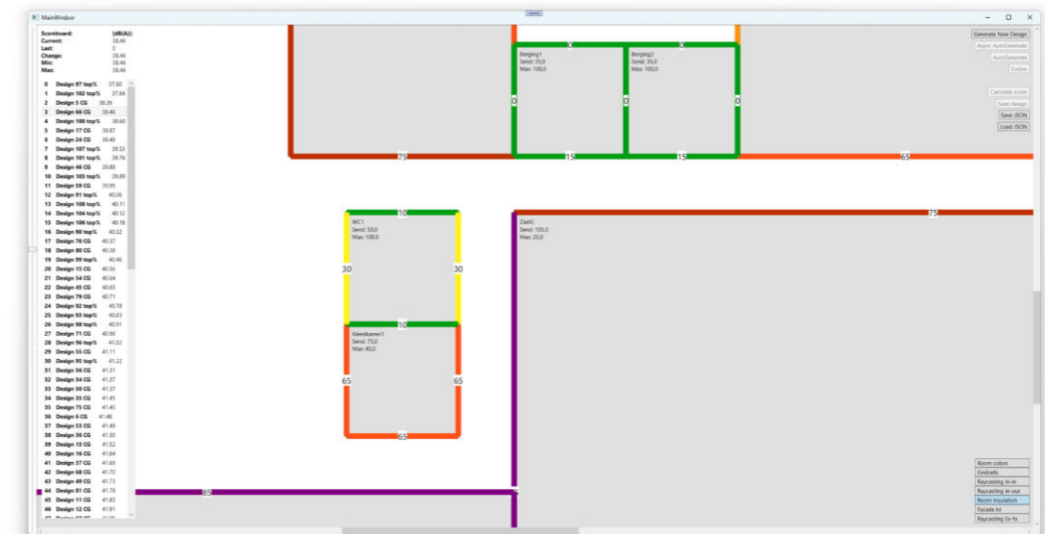 MainWindow
Scoreboard: [dB(A)]:
Current: 38.46
Last: 0
Change: 38.46
Min: 38.46
Max: 38.46
0 Design 97 top% 37.60
1 Design 102 top% 37.64
2 Design 5 CG 38.26
3 Design 66 CG 38.46
4 Design 100 top% 38.60
5 Design 17 CG 38.87
6 Design 24 CG 39.40
7 Design 107 top% 39.52
8 Design 101 top% 39.76
9 Design 46 CG 39.88
10 Design 103 top% 39.89
11 Design 59 CG 39.95
12 Design 91 top% 40.06
13 Design 108 top% 40.11
14 Design 104 top% 40.12
15 Design 106 top% 40.18
16 Design 90 top% 40.32
17 Design 70 CG 40.37
18 Design 80 CG 40.38
19 Design 99 top% 40.46
20 Design 15 CG 40.56
21 Design 54 CG 40.64
22 Design 45 CG 40.65
23 Design 79 CG 40.71
24 Design 92 top% 40.78
25 Design 93 top% 40.83
26 Design 98 top% 40.91
27 Design 71 CG 40.98
28 Design 96 top% 41.02
29 Design 55 CG 41.11
30 Design 95 top% 41.22
31 Design 56 CG 41.31
32 Design 34 CG 41.37
33 Design 50 CG 41.37
34 Design 35 CG 41.45
35 Design 75 CG 41.45
36 Design 6 CG 41.48
37 Design 53 CG 41.49
38 Design 36 CG 41.50
39 Design 13 CG 41.52
40 Design 16 CG 41.64
41 Design 37 CG 41.69
42 Design 68 CG 41.70
43 Design 49 CG 41.73
44 Design 81 CG 41.78
45 Design 11 CG 41.83
46 Design 12 CG 41.91
Berging1
Send: 35,0
Max: 100,0
Berging3
Send: 35,0
Max: 100,0
0
0
0
75
15
15
65
WC1
Send: 50,0
Max: 100,0
10
30
30
10
Kleedkamer1
Send: 75,0
Max: 40,0
65
65
65
ZaalG
Send: 105,0
Max: 20,0
75
85
Generate New Design
Async AutoGenerate
AutoGenerate
Evolve
Calculate score
Save design
Save JSON
Load JSON
Room colors
Gridcells
Raycasting in-in
Raycasting in-out
Room insulation
Facade lvl
Raycasting Ex-fa